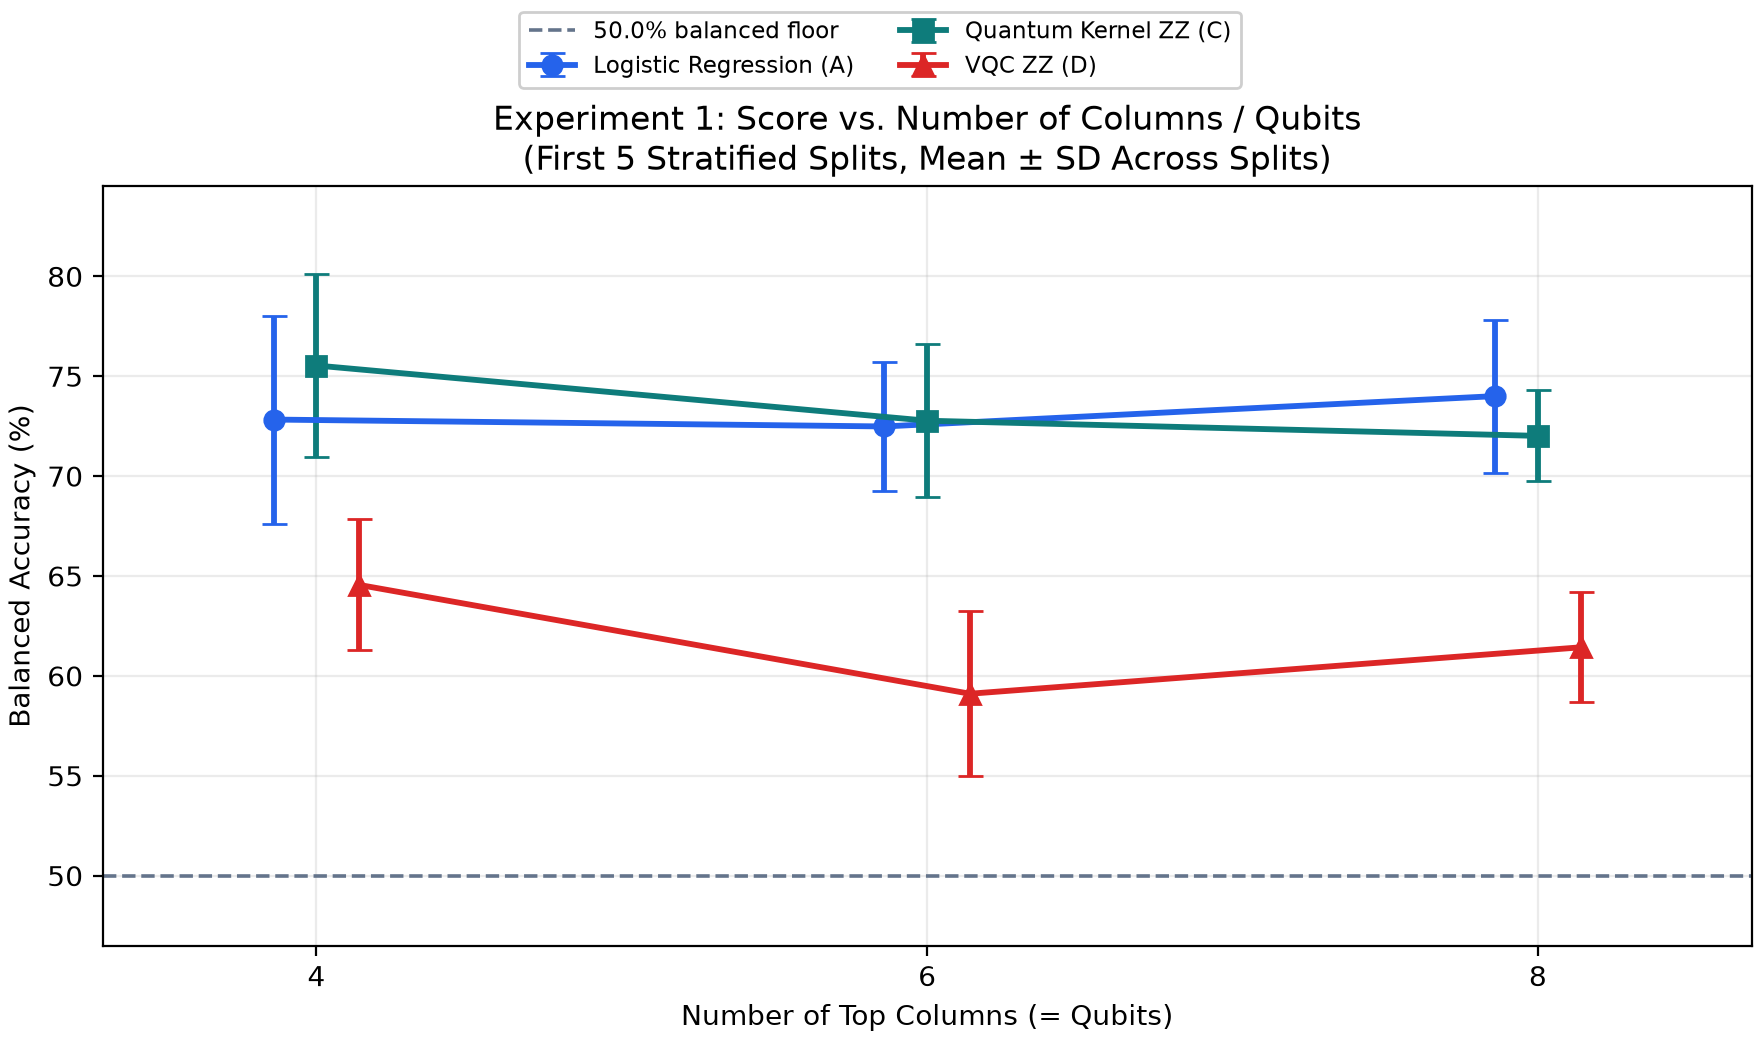 50.0% balanced floor
Logistic Regression (A)
Quantum Kernel ZZ (C)
VQC ZZ (D)
Experiment 1: Score vs. Number of Columns / Qubits
(First 5 Stratified Splits, Mean ± SD Across Splits)
Balanced Accuracy (%)
80
75
70
65
60
55
50
4
6
8
Number of Top Columns (= Qubits)